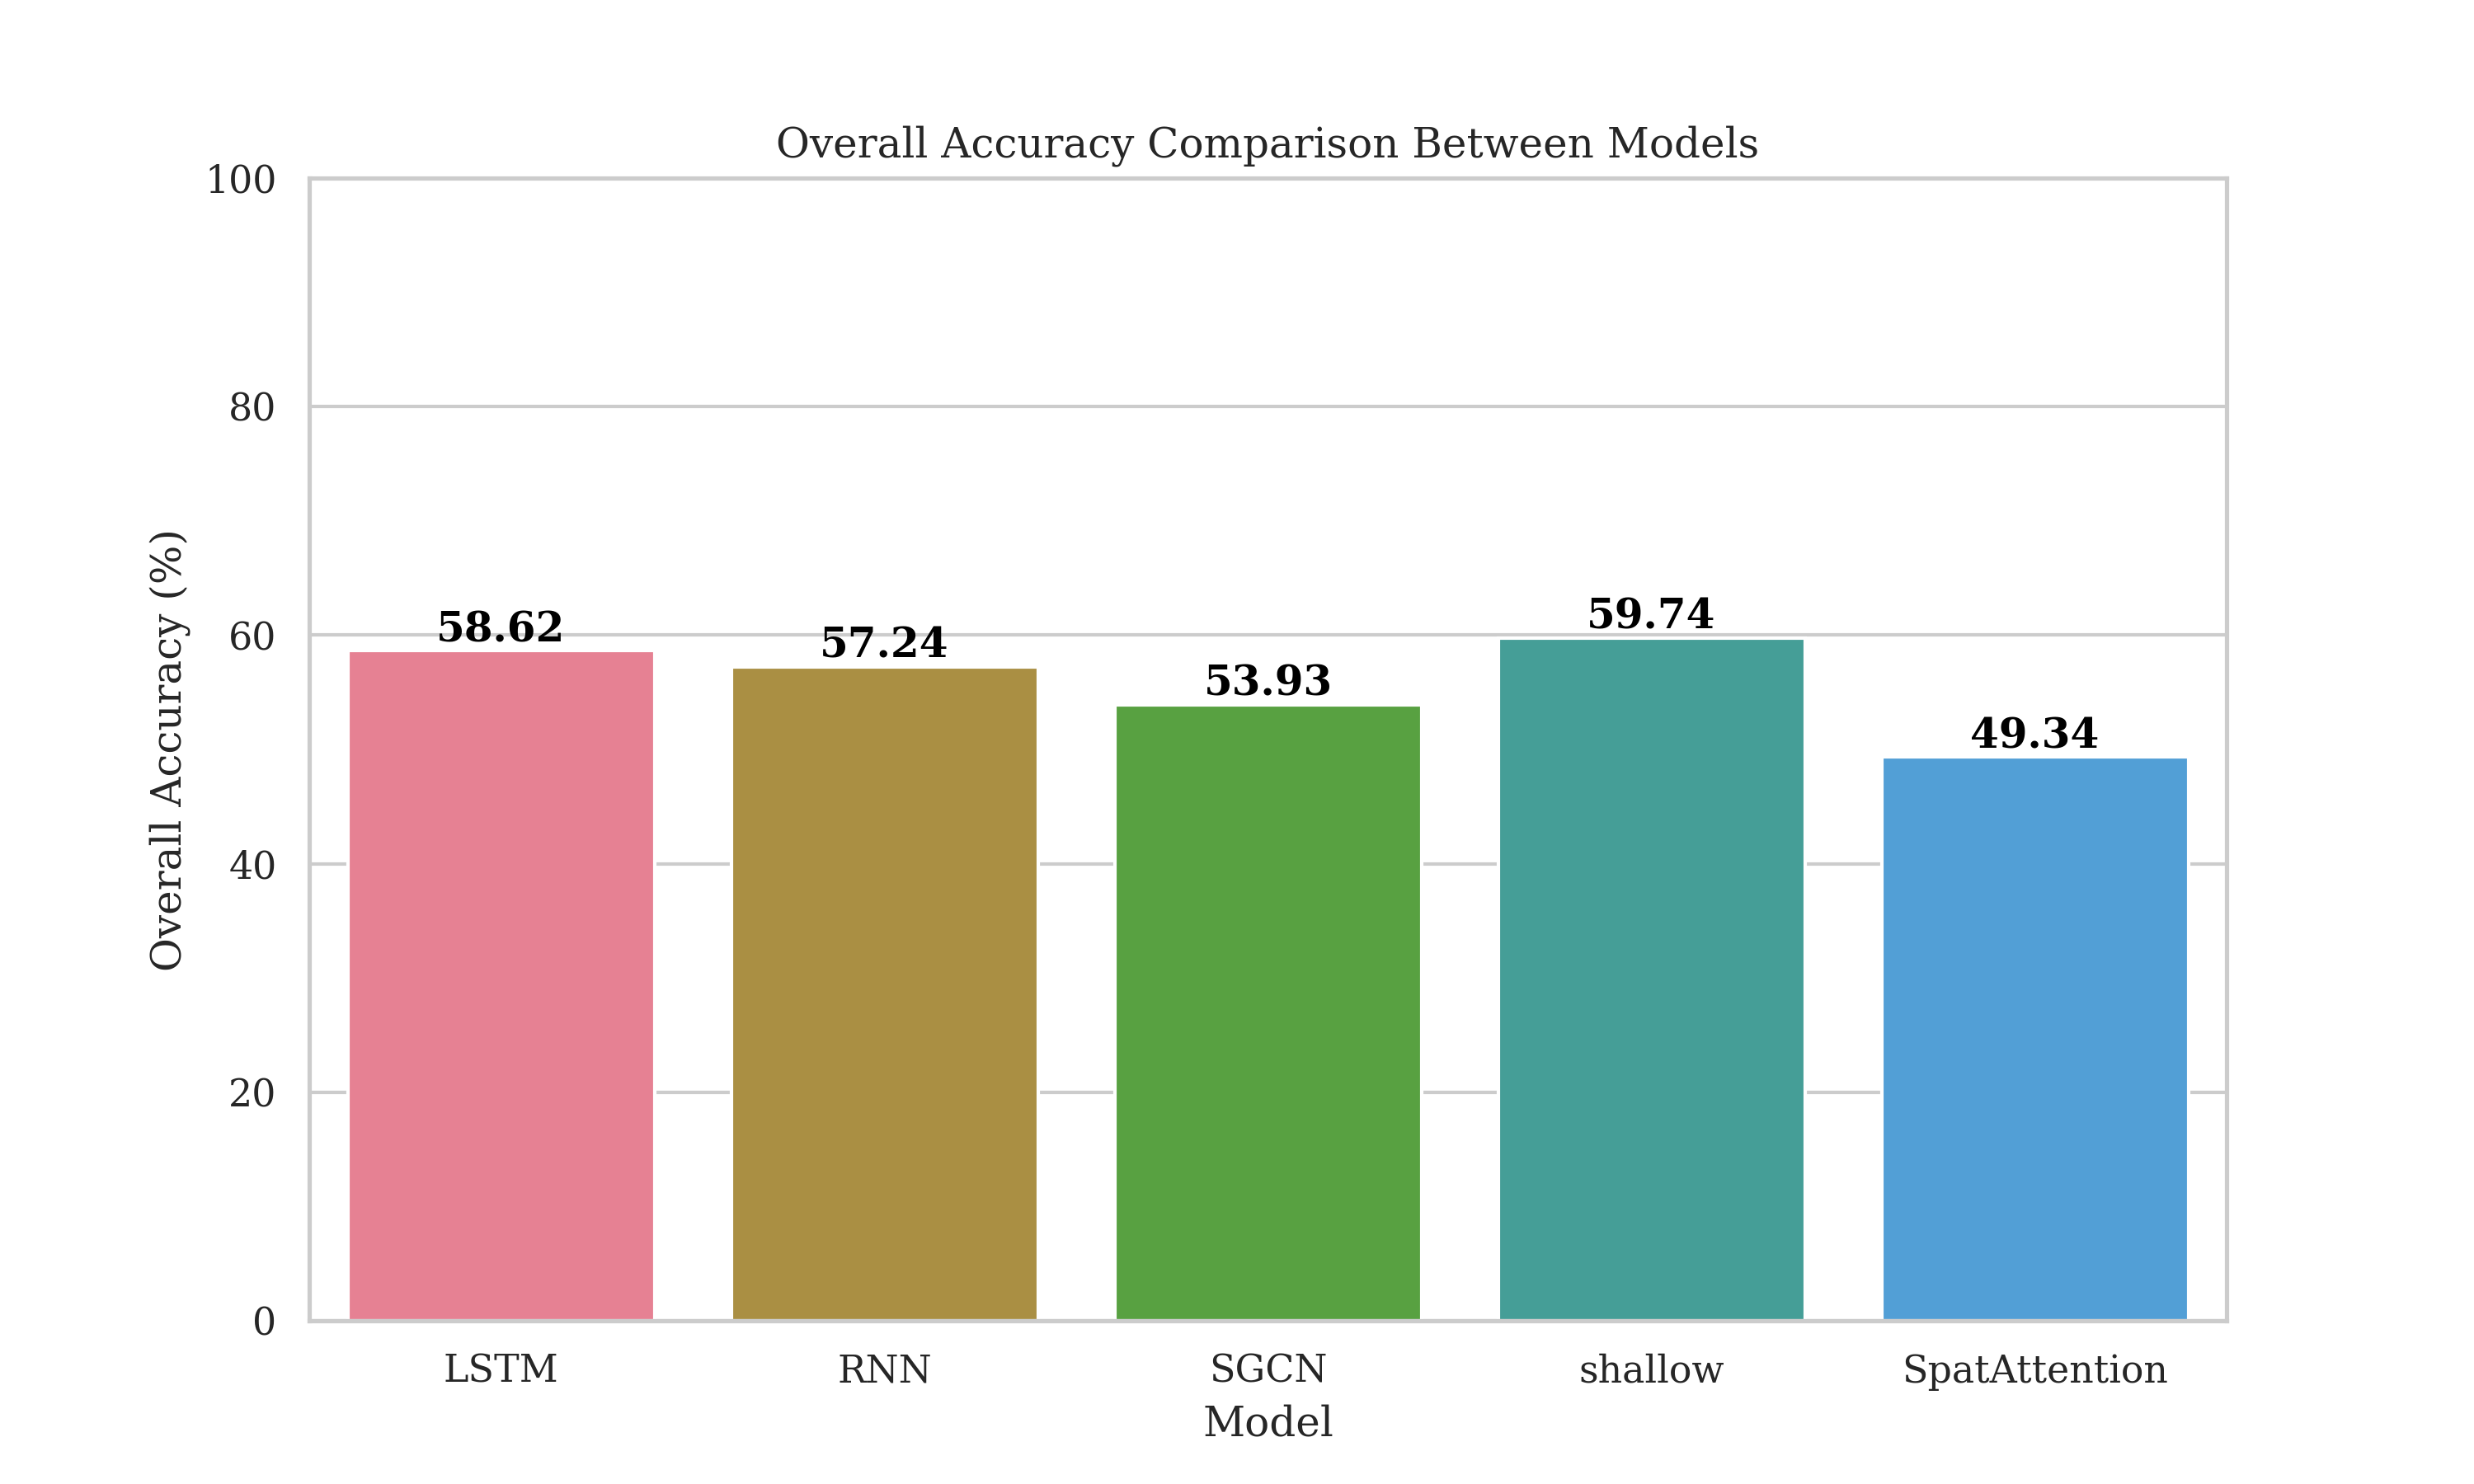 Overall Accuracy Comparison Between Models
Overall Accuracy (%)
100
80
60
40
20
0
58.62
57.24
53.93
59.74
49.34
LSTM
RNN
SGCN
shallow
SpatAttention
Model